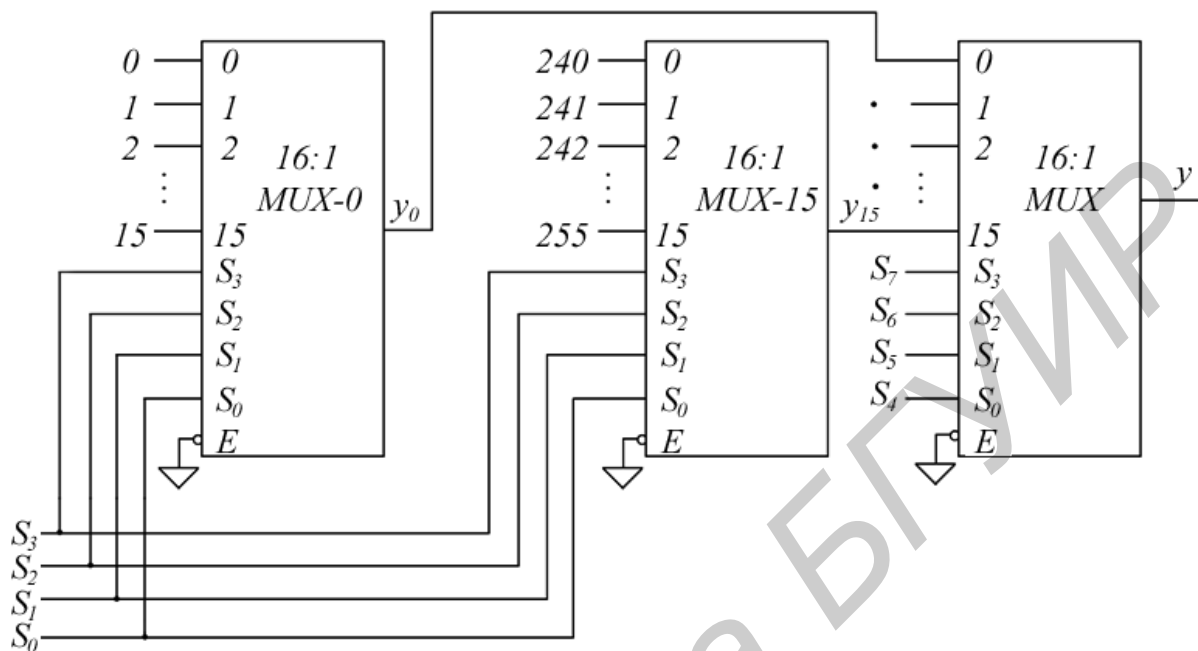 0 0
1 1
2 2
16:1
MUX-0
15 15
S3
S2
S1
S0
E
y0
240 0
241 1
242 2
16:1
MUX-15
255 15
S3
S2
S1
S0
E
y15
0
1
2
16:1
MUX
15
S7 S3
S6 S2
S5 S1
S4 S0
E
y
S3
S2
S1
S0
а БГУИР